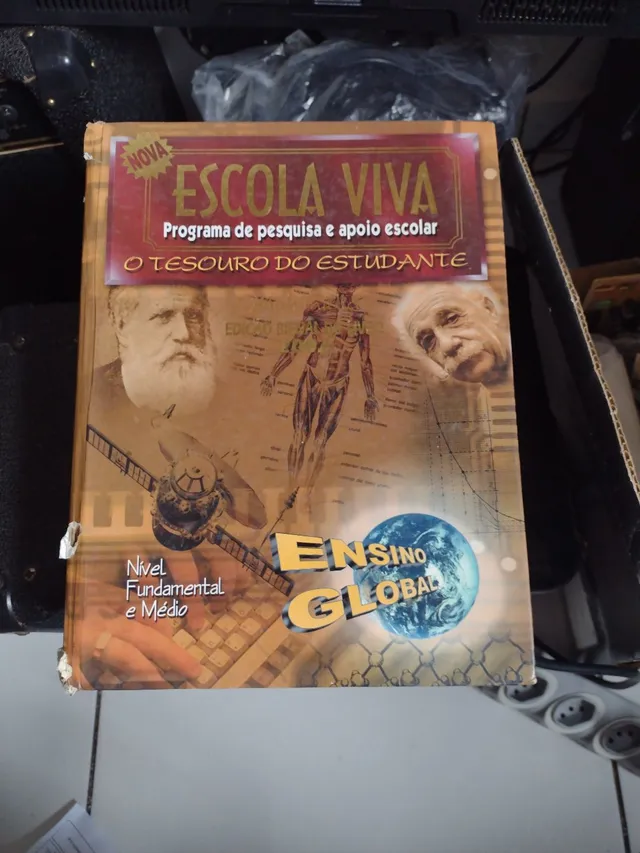 NOVA
ESCOLA VIVA
Programa de pesquisa e apoio escolar
O TESOURO DO ESTUDANTE
Nível
Fundamental
e Médio
ENSINO
GLOBAL